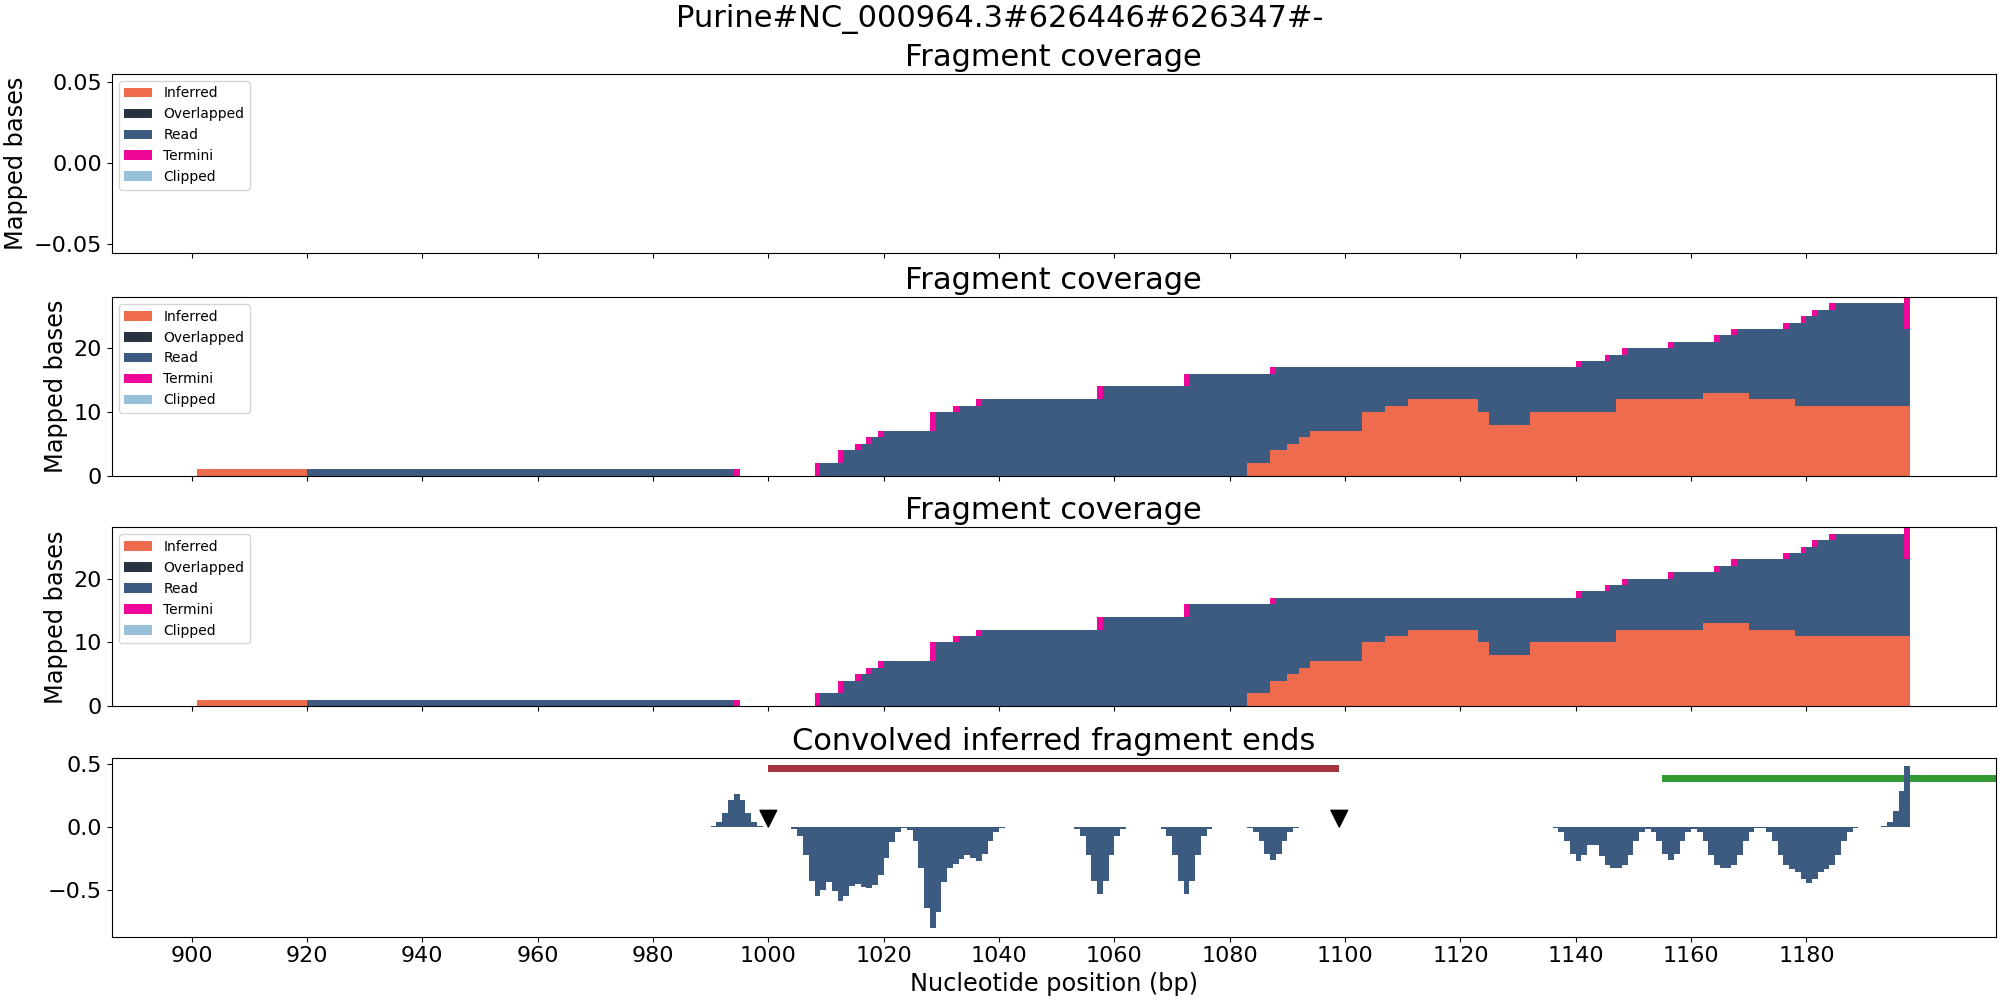 Purine#NC_000964.3#626446#626347#-
Fragment coverage
Mapped bases
0.05
0.00
−0.05
Inferred
Overlapped
Read
Termini
Clipped
Fragment coverage
Mapped bases
20
10
0
Inferred
Overlapped
Read
Termini
Clipped
Fragment coverage
Mapped bases
20
10
0
Inferred
Overlapped
Read
Termini
Clipped
Convolved inferred fragment ends
0.5
0.0
−0.5
900 920 940 960 980 1000 1020 1040 1060 1080 1100 1120 1140 1160 1180
Nucleotide position (bp)